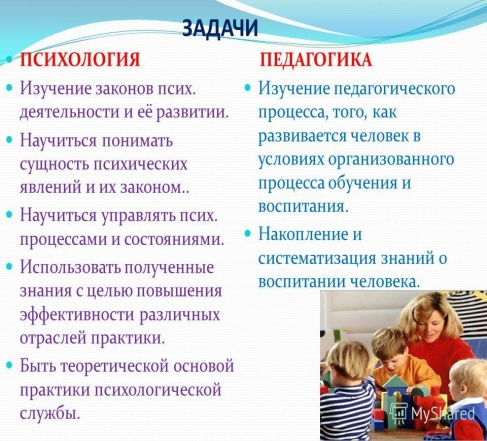 ЗАДАЧИ
ПСИХОЛОГИЯ
Изучение законов псих.
деятельности и её развитии.
Научиться понимать
сущность психических
явлений и их законом..
Научиться управлять псих.
процессами и состояниями.
Использовать полученные
знания с целью повышения
эффективности различных
отраслей практики.
Быть теоретической основой
практики психологической
службы.
ПЕДАГОГИКА
Изучение педагогического
процесса, того, как
развивается человек в
условиях организованного
процесса обучения и
воспитания.
Накопление и
систематизация знаний о
воспитании человека.
MyShared